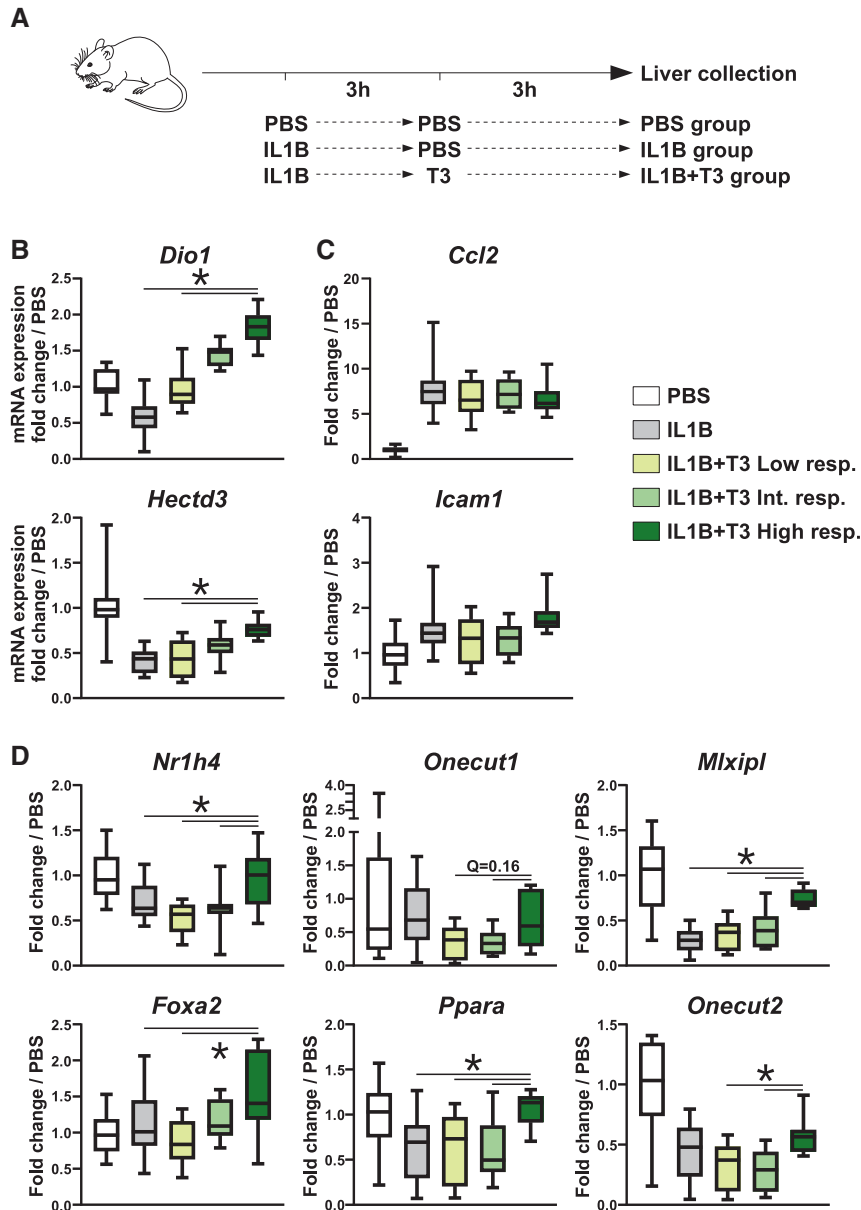 A
3h
3h
Liver collection
PBS
PBS
PBS group
IL1B
PBS
IL1B group
IL1B
T3
IL1B+T3 group
B
Dio1
mRNA expression
fold change / PBS
2.5
2.0
1.5
1.0
0.5
0.0
*
C
Ccl2
Fold change / PBS
20
15
10
5
0
PBS
IL1B
IL1B+T3 Low resp.
IL1B+T3 Int. resp.
IL1B+T3 High resp.
Hectd3
mRNA expression
fold change / PBS
2.0
1.5
1.0
0.5
0.0
*
Icam1
Fold change / PBS
4
3
2
1
0
D
Nr1h4
Fold change / PBS
2.0
1.5
1.0
0.5
0.0
*
Onecut1
Fold change / PBS
4.0
2.5
2.0
1.5
1.0
0.5
0.0
Q=0.16
Mlxipl
Fold change / PBS
2.0
1.5
1.0
0.5
0.0
*
Foxa2
Fold change / PBS
2.5
2.0
1.5
1.0
0.5
0.0
*
Ppara
Fold change / PBS
2.0
1.5
1.0
0.5
0.0
*
Onecut2
Fold change / PBS
1.5
1.0
0.5
0.0
*